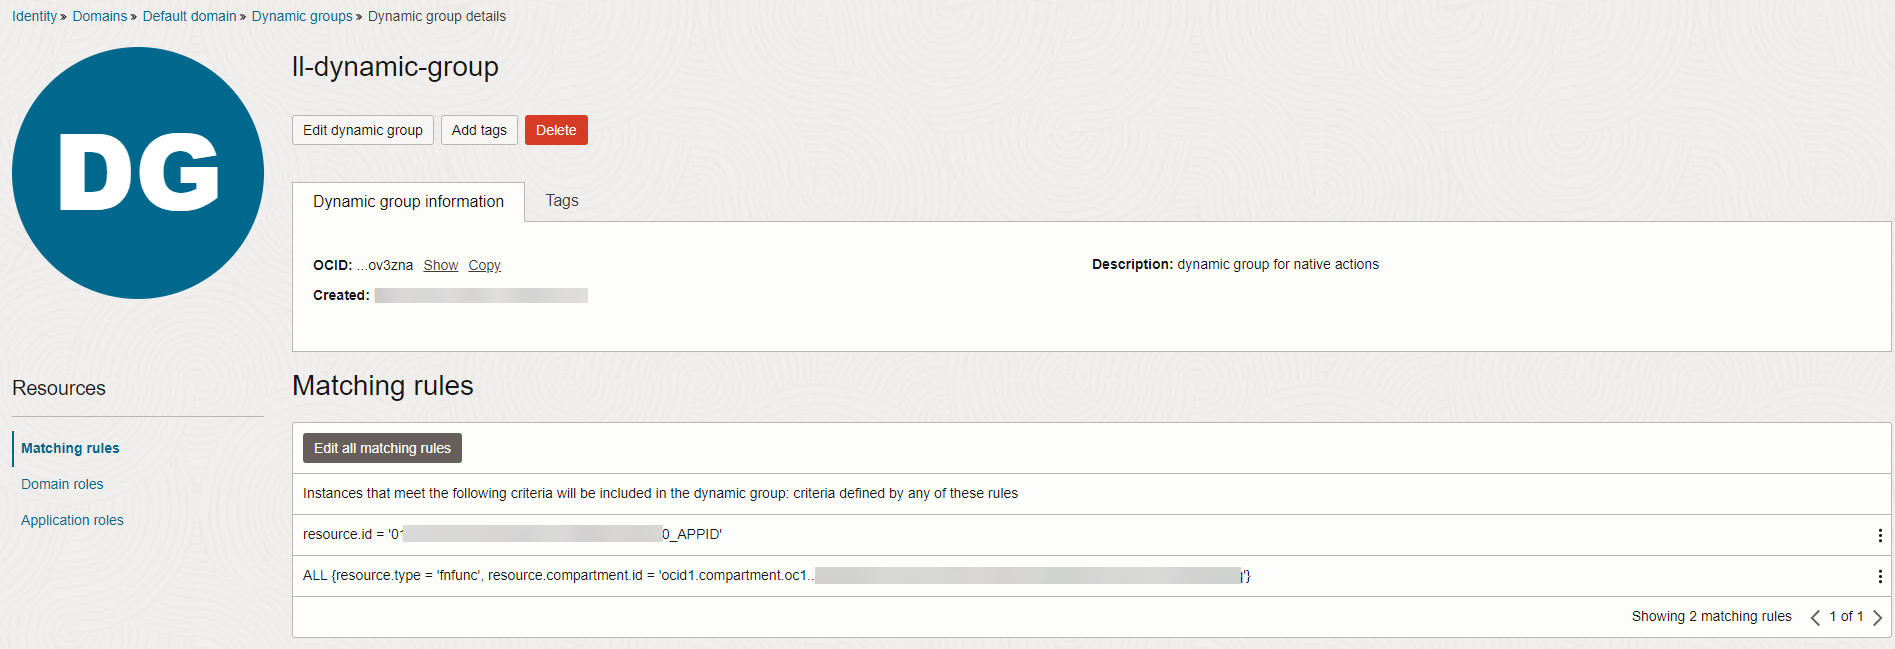 Identity » Domains » Default domain » Dynamic groups » Dynamic group details
DG
ll-dynamic-group
Edit dynamic group
Add tags
Delete
Dynamic group information
Tags
OCID: ...ov3zna Show Copy
Description: dynamic group for native actions
Created:
Resources
Matching rules
Domain roles
Application roles
Matching rules
Edit all matching rules
Instances that meet the following criteria will be included in the dynamic group: criteria defined by any of these rules
resource.id = '01 0_APPID'
ALL {resource.type = 'fnfunc', resource.compartment.id = 'ocid1.compartment.oc1.. '}
Showing 2 matching rules < 1 of 1 >